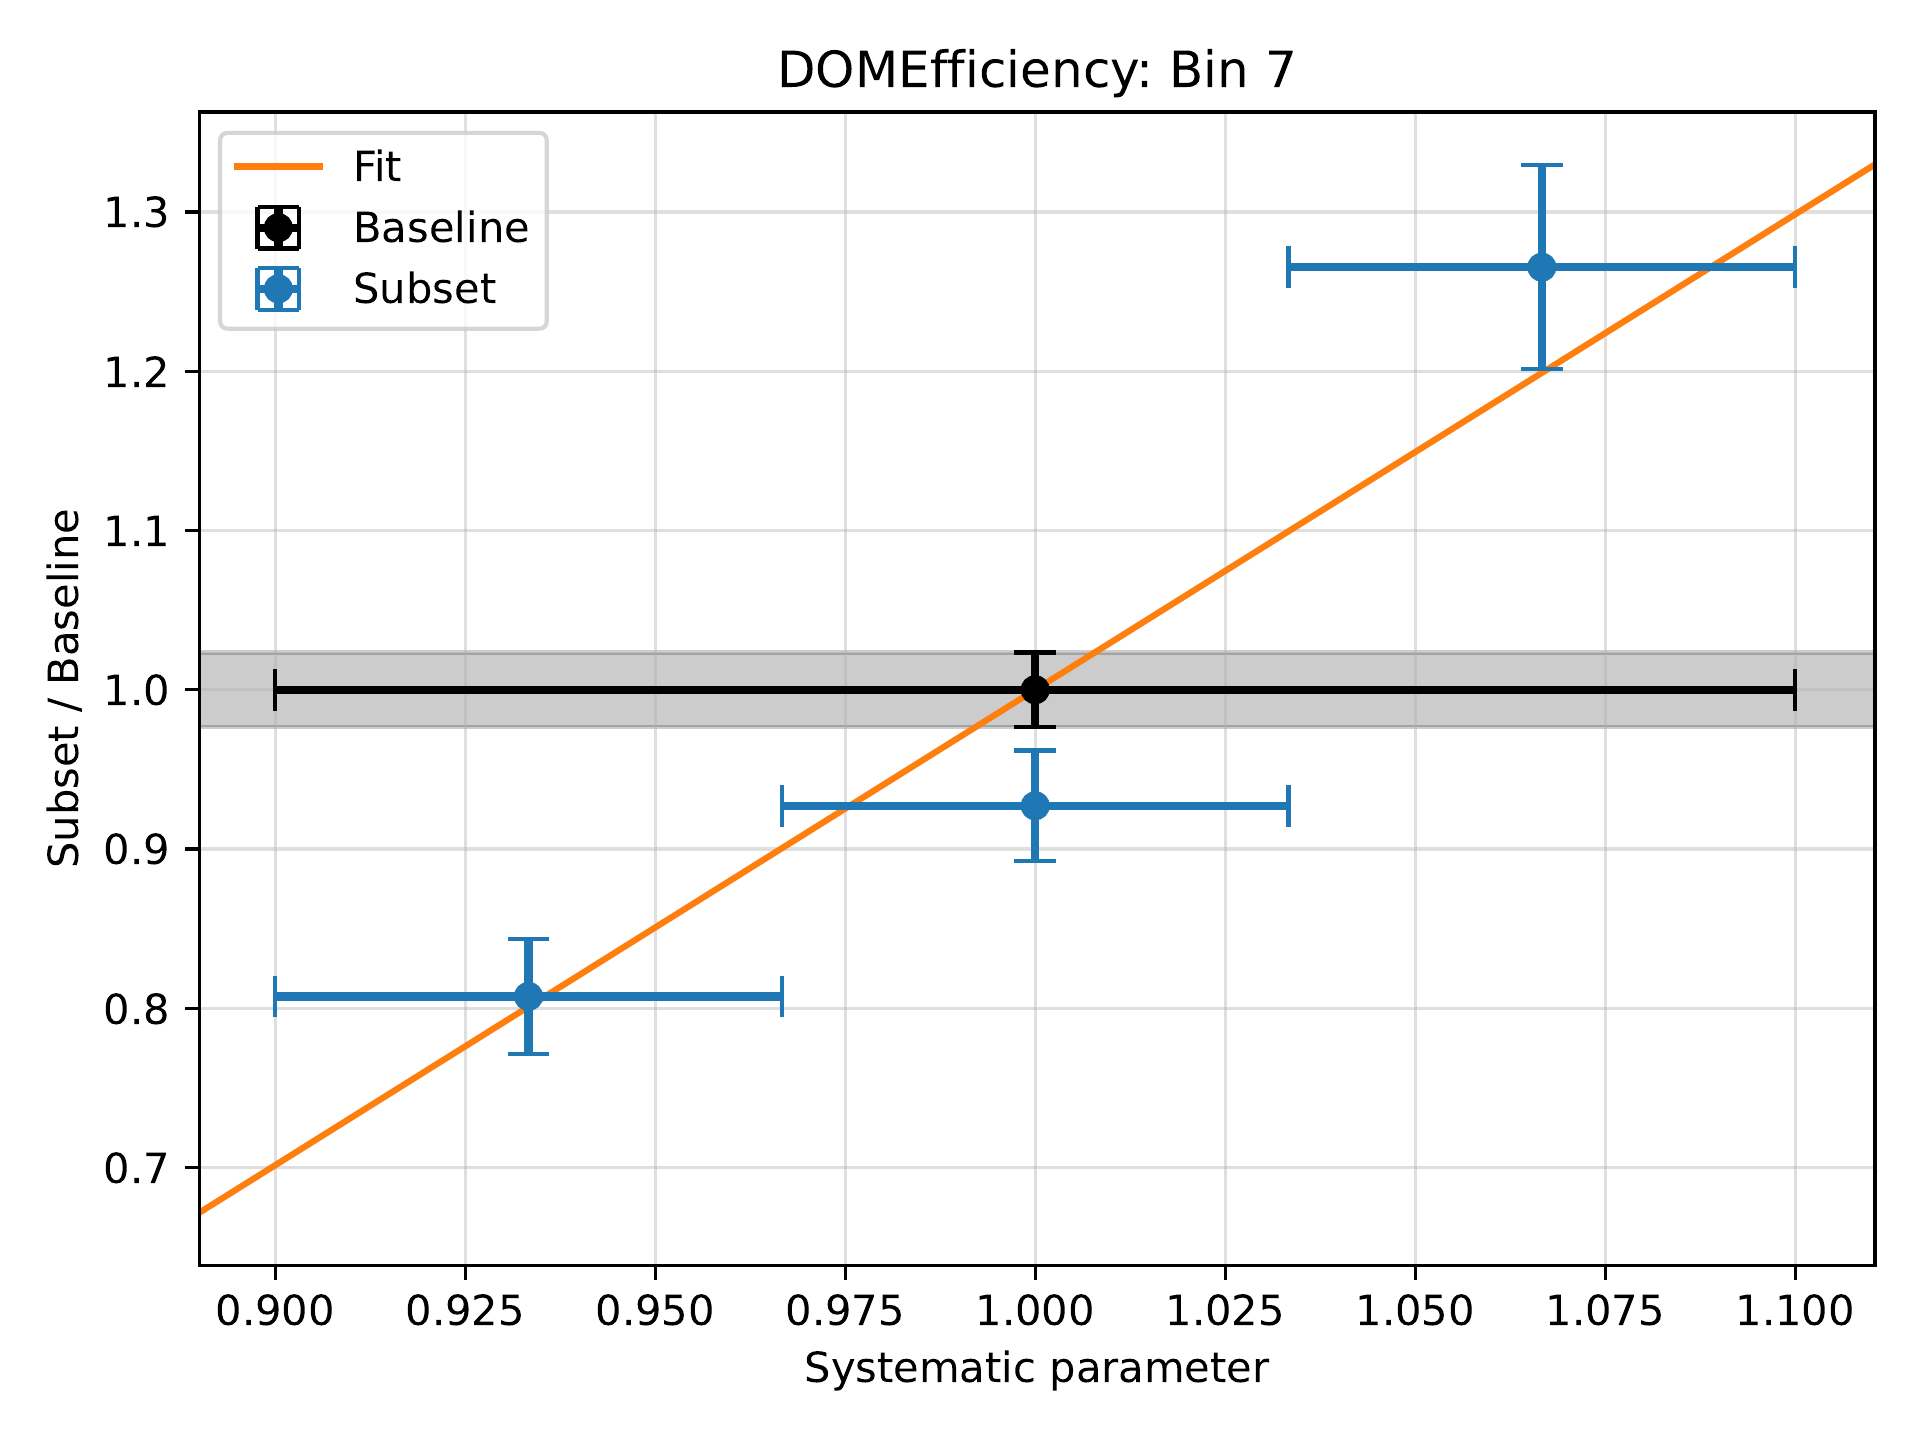 DOMEfficiency: Bin 7
Fit
Baseline
Subset
1.3
1.2
1.1
1.0
0.9
0.8
0.7
Subset / Baseline
0.900 0.925 0.950 0.975 1.000 1.025 1.050 1.075 1.100
Systematic parameter